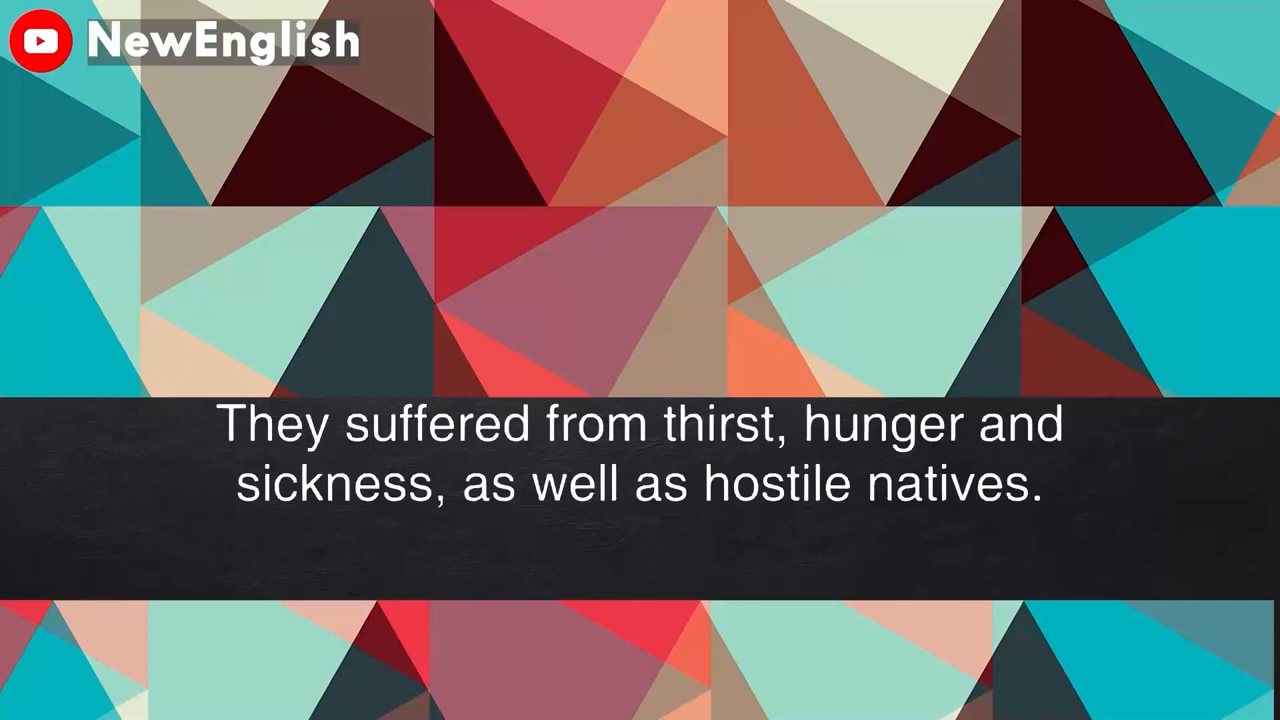 NewEnglish
They suffered from thirst, hunger and
sickness, as well as hostile natives.